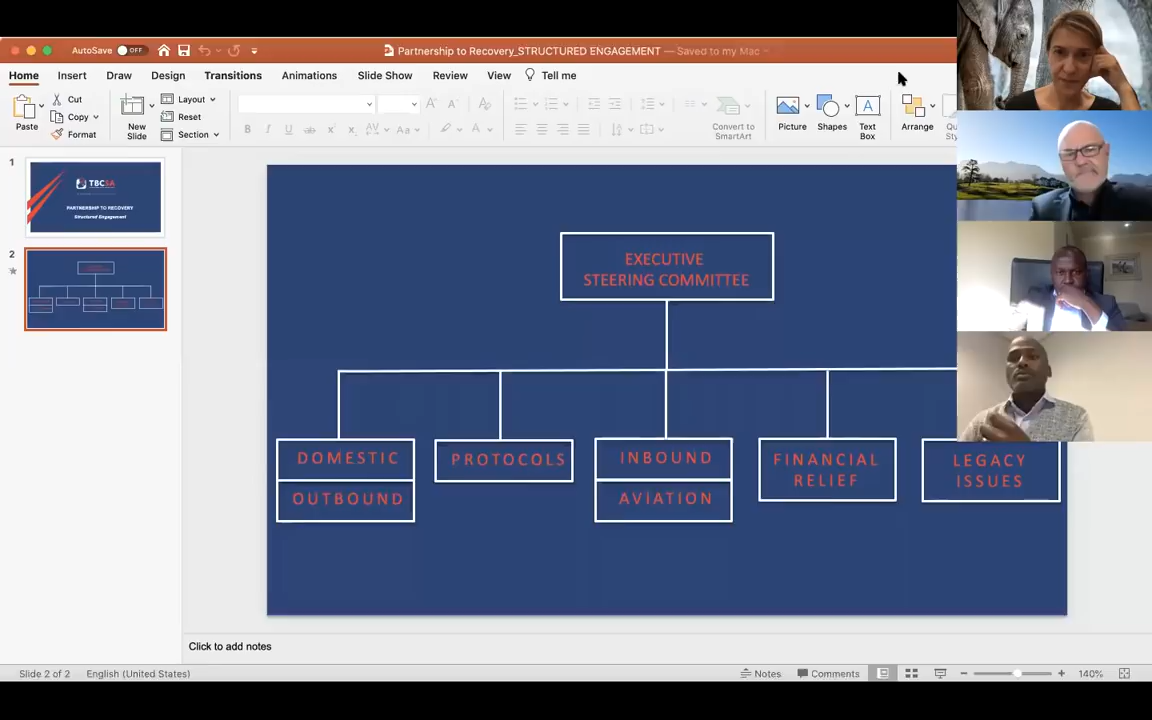 AutoSave OFF
Partnership to Recovery_STRUCTURED ENGAGEMENT — Saved to my Mac
Home Insert Draw Design Transitions Animations Slide Show Review View Tell me
Paste
Cut
Copy
Format
New
Slide
Layout
Reset
Section
Convert to
SmartArt
Picture
Shapes
Text
Box
Arrange
1
TBCSA
PARTNERSHIP TO RECOVERY
Structured Engagement
2
EXECUTIVE
STEERING COMMITTEE
DOMESTIC
OUTBOUND
PROTOCOLS
INBOUND
AVIATION
FINANCIAL
RELIEF
LEGACY
ISSUES
Click to add notes
Slide 2 of 2 English (United States) Notes Comments 140%